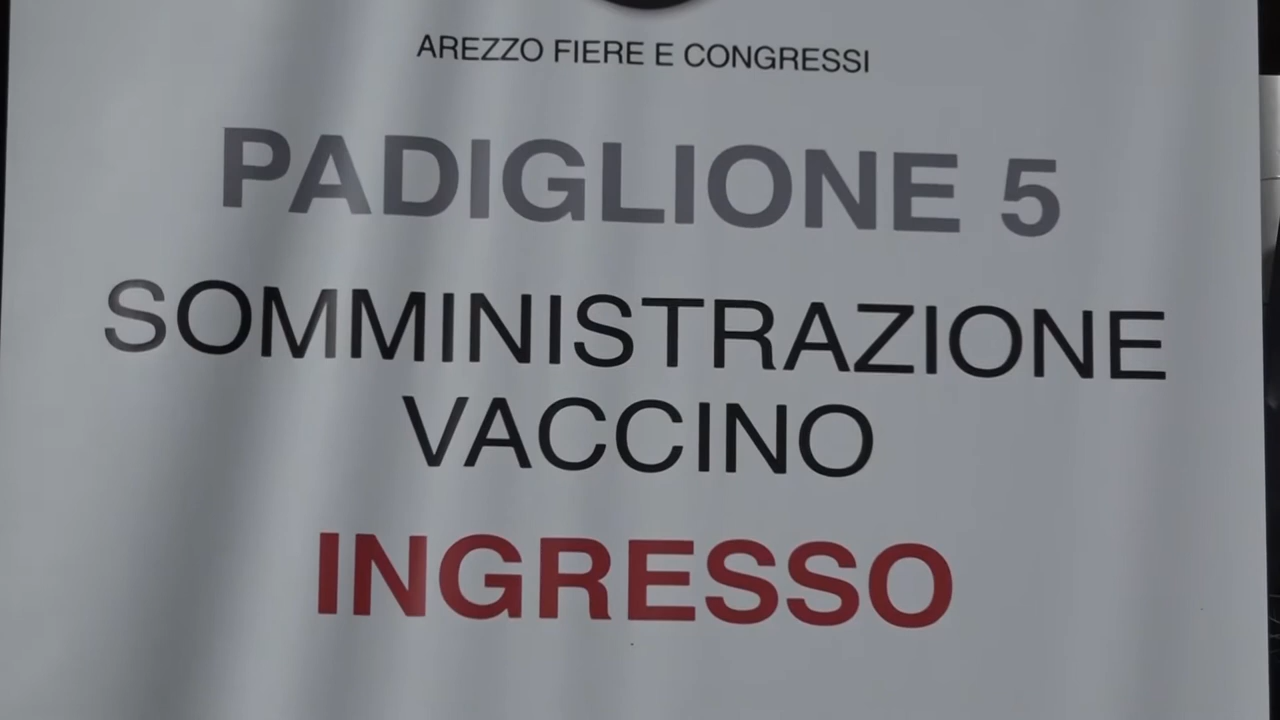 AREZZO FIERE E CONGRESSI
PADIGLIONE 5
SOMMINISTRAZIONE
VACCINO
INGRESSO